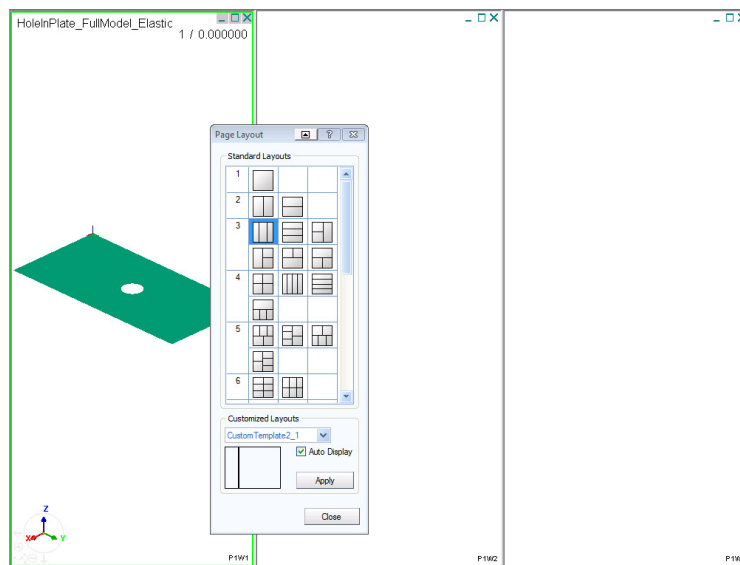 HoleInPlate_FullModel_Elastic
1 / 0.000000
Page Layout
Standard Layouts
1
2
3
4
5
6
Customized Layouts
CustomTemplate2_1
Auto Display
Apply
Close
Z
X
Y
P1W1
P1W2